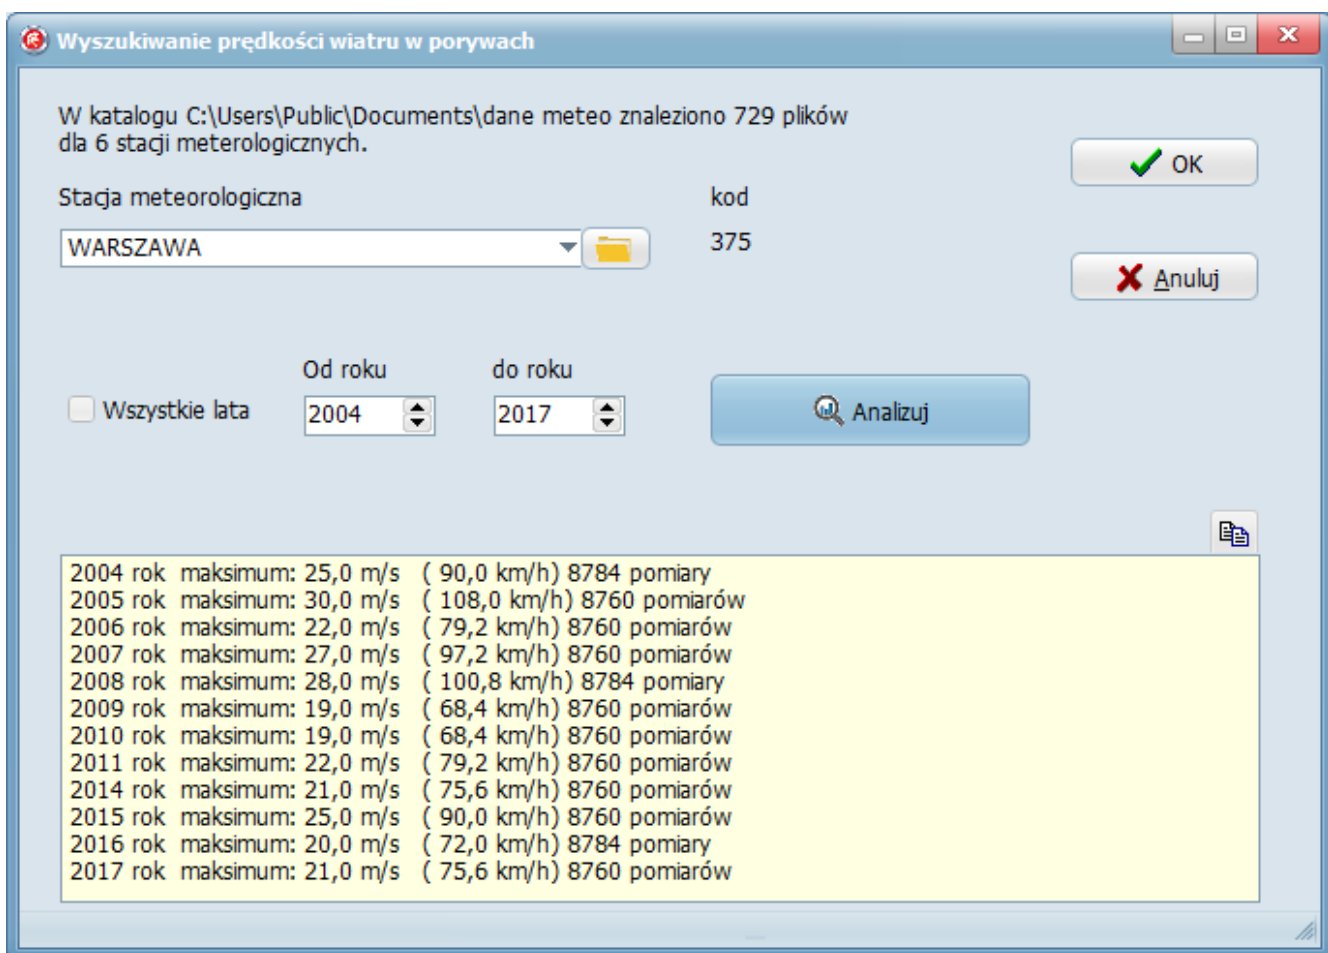 Wyszukiwanie prędkości wiatru w porywach
W katalogu C:\Users\Public\Documents\dane meteo znaleziono 729 plików
dla 6 stacji meterologicznych.
OK
Stacja meteorologiczna
kod
WARSZAWA
375
Anuluj
Od roku
do roku
Wszystkie lata
2004
2017
Analizuj
2004 rok maksimum: 25,0 m/s ( 90,0 km/h) 8784 pomiary
2005 rok maksimum: 30,0 m/s ( 108,0 km/h) 8760 pomiarów
2006 rok maksimum: 22,0 m/s ( 79,2 km/h) 8760 pomiarów
2007 rok maksimum: 27,0 m/s ( 97,2 km/h) 8760 pomiarów
2008 rok maksimum: 28,0 m/s ( 100,8 km/h) 8784 pomiary
2009 rok maksimum: 19,0 m/s ( 68,4 km/h) 8760 pomiarów
2010 rok maksimum: 19,0 m/s ( 68,4 km/h) 8760 pomiarów
2011 rok maksimum: 22,0 m/s ( 79,2 km/h) 8760 pomiarów
2014 rok maksimum: 21,0 m/s ( 75,6 km/h) 8760 pomiarów
2015 rok maksimum: 25,0 m/s ( 90,0 km/h) 8760 pomiarów
2016 rok maksimum: 20,0 m/s ( 72,0 km/h) 8784 pomiary
2017 rok maksimum: 21,0 m/s ( 75,6 km/h) 8760 pomiarów